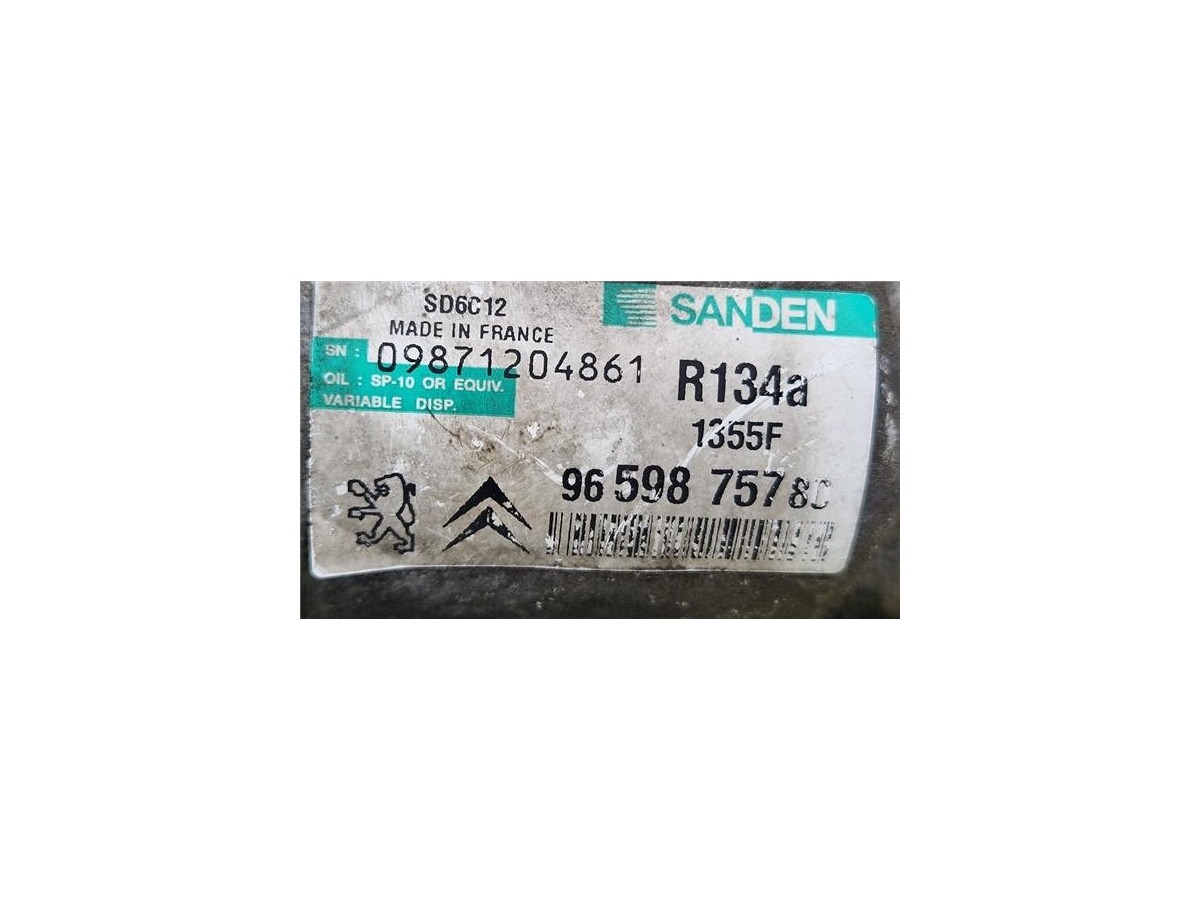 SD6C12
SANDEN
MADE IN FRANCE
SN : 09871204861
OIL : SP-10 OR EQUIV.
VARIABLE DISP.
R134a
1355F
96 598 757 80